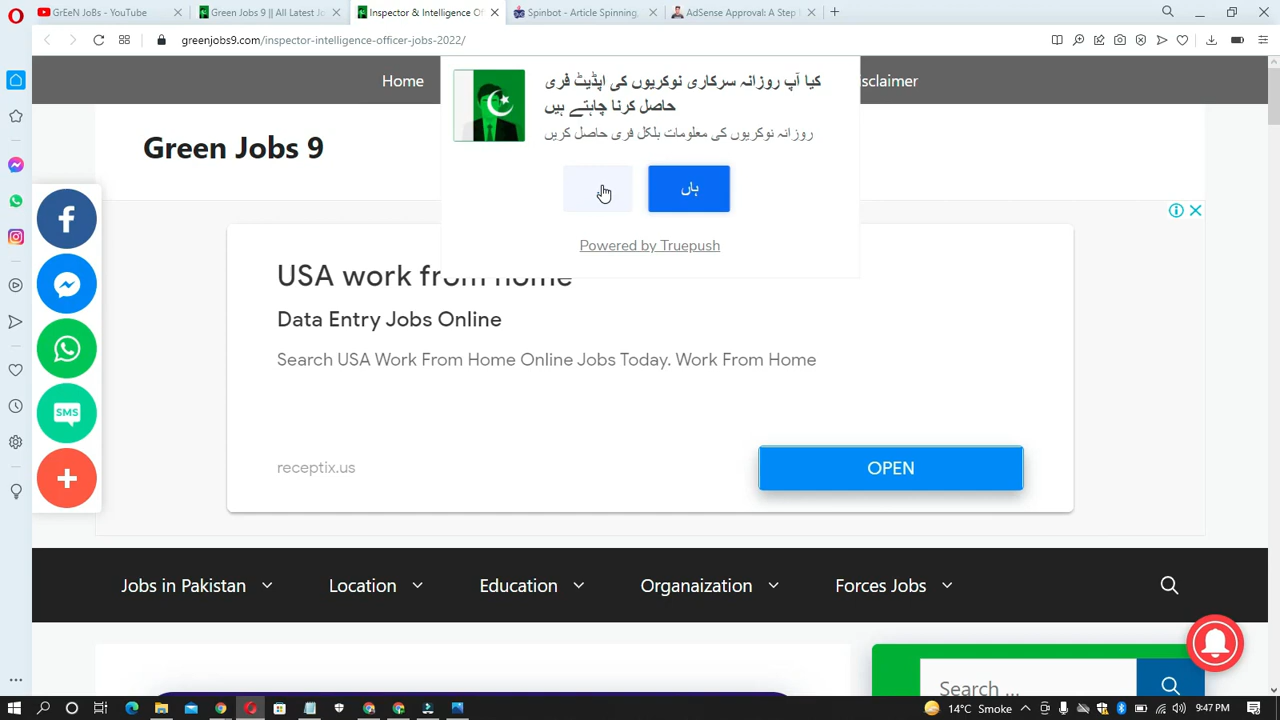 GrEeN JoBs - YouTube
Green Jobs 9 || All Latest J
Inspector & Intelligence Of
Spinbot - Article Spinning,
AdSense Approval: A Step
greenjobs9.com/inspector-intelligence-officer-jobs-2022/
Home
sclaimer
کیا آپ روزانہ سرکاری نوکریوں کی اپڈیٹ فری
حاصل کرنا چاہتے ہیں
روزانہ نوکریوں کی معلومات بلکل فری حاصل کریں
ہاں
Powered by Truepush
Green Jobs 9
USA work from home
Data Entry Jobs Online
Search USA Work From Home Online Jobs Today. Work From Home
receptix.us
OPEN
SMS
Jobs in Pakistan
Location
Education
Organaization
Forces Jobs
Search ...
14°C Smoke
9:47 PM